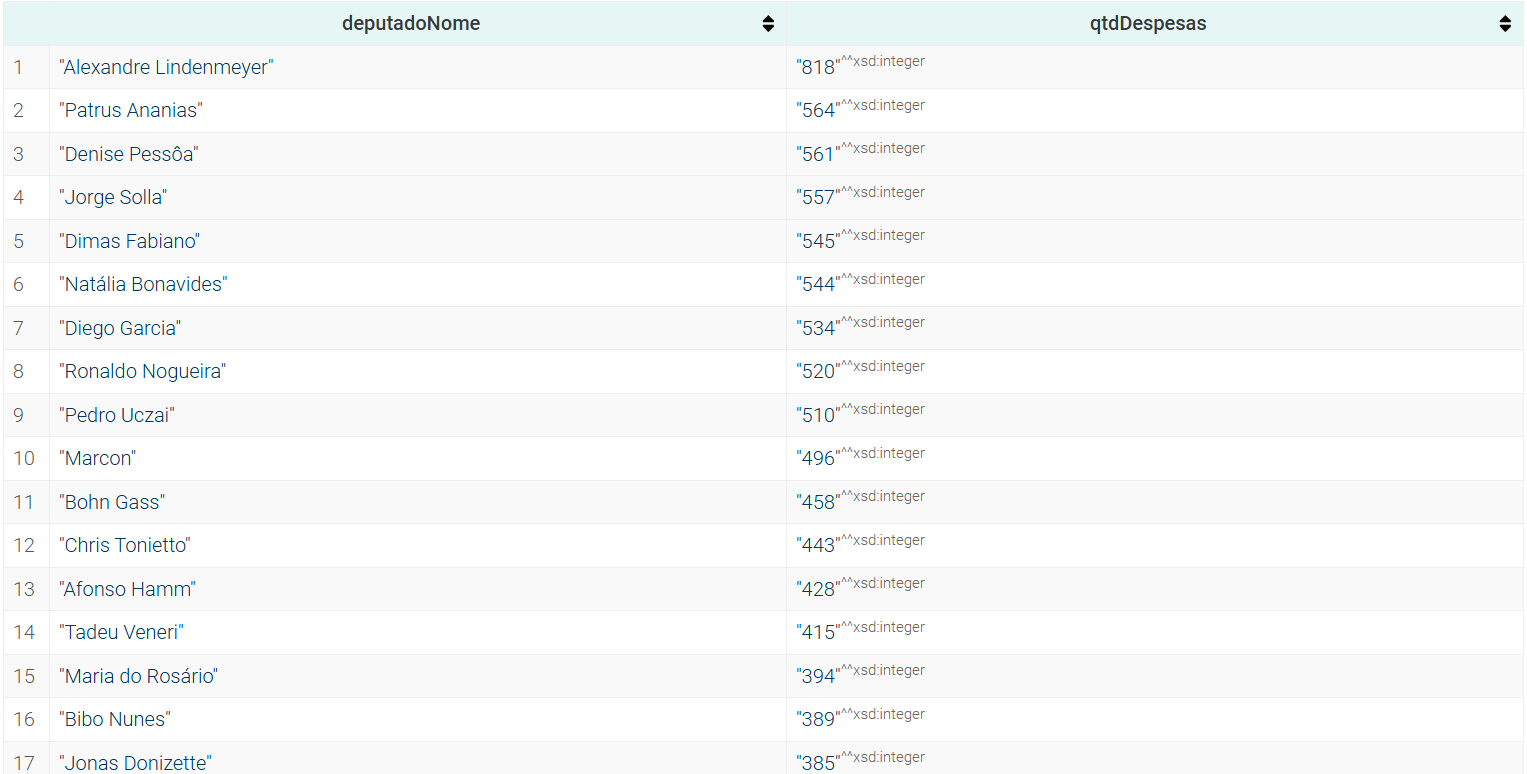 deputadoNome qtdDespesas
1 "Alexandre Lindenmeyer" "818"^^xsd:integer
2 "Patrus Ananias" "564"^^xsd:integer
3 "Denise Pessôa" "561"^^xsd:integer
4 "Jorge Solla" "557"^^xsd:integer
5 "Dimas Fabiano" "545"^^xsd:integer
6 "Natália Bonavides" "544"^^xsd:integer
7 "Diego Garcia" "534"^^xsd:integer
8 "Ronaldo Nogueira" "520"^^xsd:integer
9 "Pedro Uczai" "510"^^xsd:integer
10 "Marcon" "496"^^xsd:integer
11 "Bohn Gass" "458"^^xsd:integer
12 "Chris Tonietto" "443"^^xsd:integer
13 "Afonso Hamm" "428"^^xsd:integer
14 "Tadeu Veneri" "415"^^xsd:integer
15 "Maria do Rosário" "394"^^xsd:integer
16 "Bibo Nunes" "389"^^xsd:integer
17 "Jonas Donizette" "385"^^xsd:integer